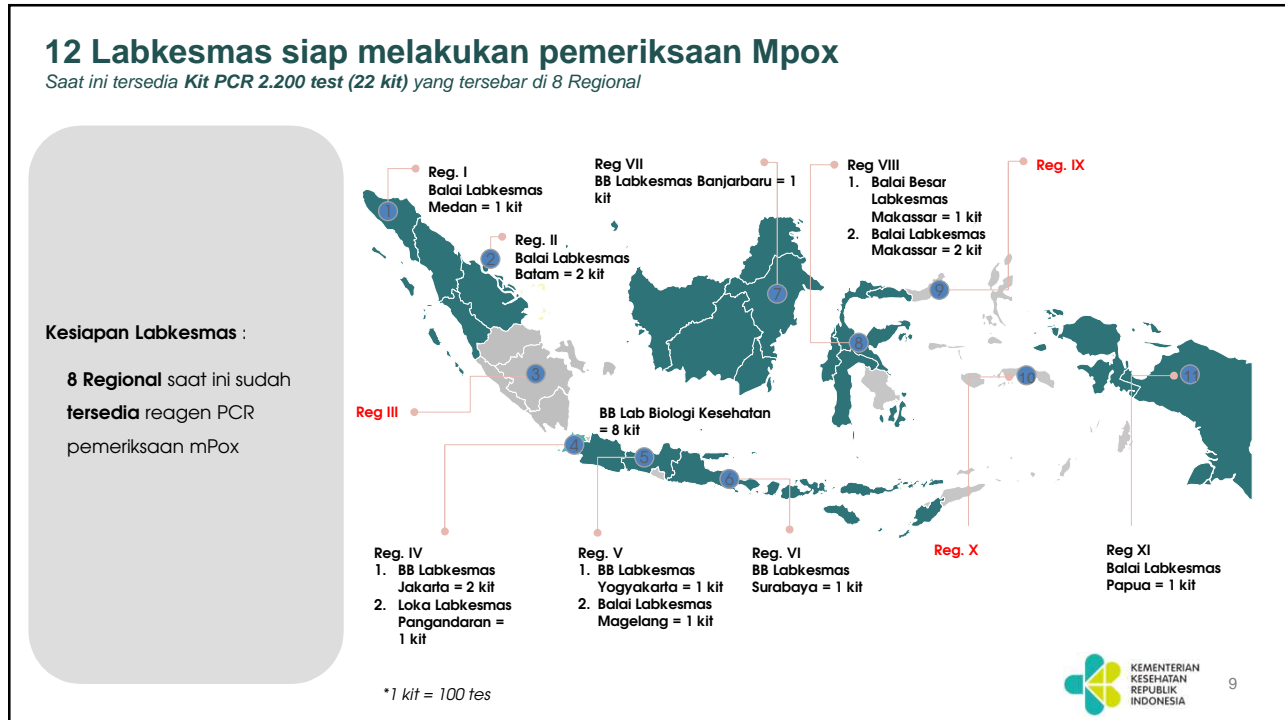 12 Labkesmas siap melakukan pemeriksaan Mpox
Saat ini tersedia Kit PCR 2.200 test (22 kit) yang tersebar di 8 Regional
Kesiapan Labkesmas :
8 Regional saat ini sudah
tersedia reagen PCR
pemeriksaan mPox
Reg. I
Balai Labkesmas
Medan = 1 kit
Reg. II
Balai Labkesmas
Batam = 2 kit
Reg VII
BB Labkesmas Banjarbaru = 1
kit
Reg VIII
1. Balai Besar
Labkesmas
Makassar = 1 kit
2. Balai Labkesmas
Makassar = 2 kit
Reg. IX
1
2
3
4
5
6
7
8
9
10
11
Reg III
BB Lab Biologi Kesehatan
= 8 kit
Reg. IV
1. BB Labkesmas
Jakarta = 2 kit
2. Loka Labkesmas
Pangandaran =
1 kit
Reg. V
1. BB Labkesmas
Yogyakarta = 1 kit
2. Balai Labkesmas
Magelang = 1 kit
Reg. VI
BB Labkesmas
Surabaya = 1 kit
Reg. X
Reg XI
Balai Labkesmas
Papua = 1 kit
*1 kit = 100 tes
KEMENTERIAN
KESEHATAN
REPUBLIK
INDONESIA
9